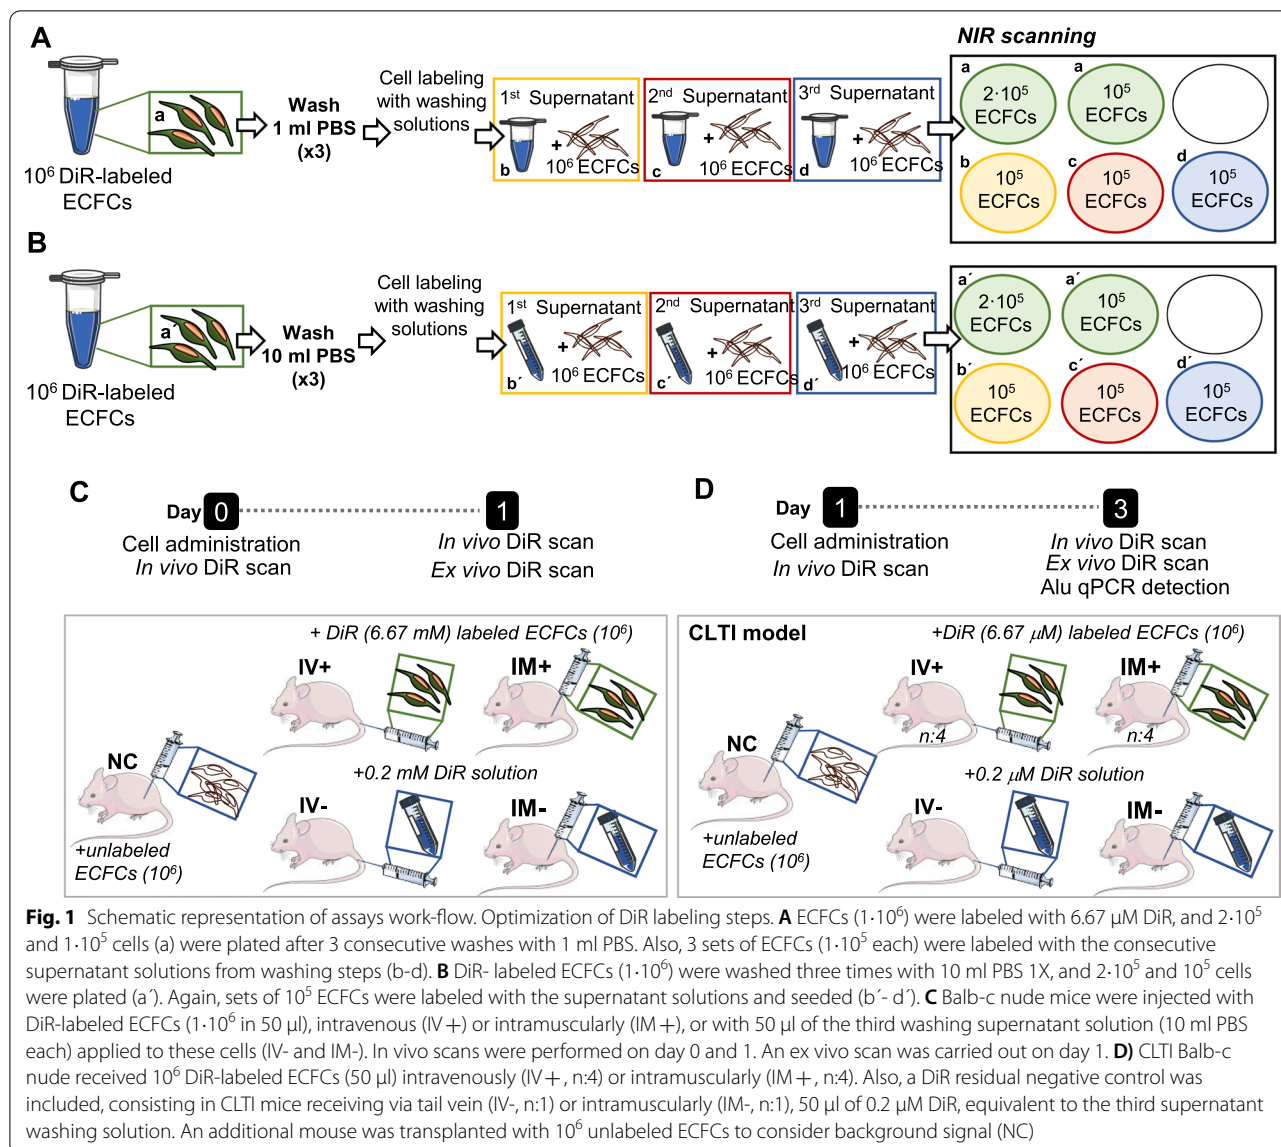 A
NIR scanning
10⁶ DiR-labeled
ECFCs
a
Wash
1 ml PBS
(x3)
Cell labeling
with washing
solutions
1st Supernatant
+
10⁶ ECFCs
b
2nd Supernatant
+
10⁶ ECFCs
c
3rd Supernatant
+
10⁶ ECFCs
d
a
2·10⁵
ECFCs
a
10⁵
ECFCs
b
10⁵
ECFCs
c
10⁵
ECFCs
d
10⁵
ECFCs
B
10⁶ DiR-labeled
ECFCs
a´
Wash
10 ml PBS
(x3)
Cell labeling
with washing
solutions
1st Supernatant
+
10⁶ ECFCs
b´
2nd Supernatant
+
10⁶ ECFCs
c´
3rd Supernatant
+
10⁶ ECFCs
d´
a´
2·10⁵
ECFCs
a´
10⁵
ECFCs
b´
10⁵
ECFCs
c´
10⁵
ECFCs
d´
10⁵
ECFCs
C
Day 0
1
Cell administration
In vivo DiR scan
In vivo DiR scan
Ex vivo DiR scan
+ DiR (6.67 mM) labeled ECFCs (10⁶)
IV+
IM+
NC
+0.2 mM DiR solution
IV-
IM-
+unlabeled
ECFCs (10⁶)
D
Day 1
3
Cell administration
In vivo DiR scan
In vivo DiR scan
Ex vivo DiR scan
Alu qPCR detection
CLTI model
+DiR (6.67 µM) labeled ECFCs (10⁶)
IV+
IM+
n:4
n:4
NC
+0.2 µM DiR solution
IV-
IM-
+unlabeled
ECFCs (10⁶)
Fig. 1 Schematic representation of assays work-flow. Optimization of DiR labeling steps. A ECFCs (1·10⁶) were labeled with 6.67 µM DiR, and 2·10⁵
and 1·10⁵ cells (a) were plated after 3 consecutive washes with 1 ml PBS. Also, 3 sets of ECFCs (1·10⁵ each) were labeled with the consecutive
supernatant solutions from washing steps (b-d). B DiR- labeled ECFCs (1·10⁶) were washed three times with 10 ml PBS 1X, and 2·10⁵ and 10⁵ cells
were plated (a´). Again, sets of 10⁵ ECFCs were labeled with the supernatant solutions and seeded (b´- d´). C Balb-c nude mice were injected with
DiR-labeled ECFCs (1·10⁶ in 50 µl), intravenous (IV +) or intramuscularly (IM +), or with 50 µl of the third washing supernatant solution (10 ml PBS
each) applied to these cells (IV- and IM-). In vivo scans were performed on day 0 and 1. An ex vivo scan was carried out on day 1. D) CLTI Balb-c
nude received 10⁶ DiR-labeled ECFCs (50 µl) intravenously (IV +, n:4) or intramuscularly (IM +, n:4). Also, a DiR residual negative control was
included, consisting in CLTI mice receiving via tail vein (IV-, n:1) or intramuscularly (IM-, n:1), 50 µl of 0.2 µM DiR, equivalent to the third supernatant
washing solution. An additional mouse was transplanted with 10⁶ unlabeled ECFCs to consider background signal (NC)